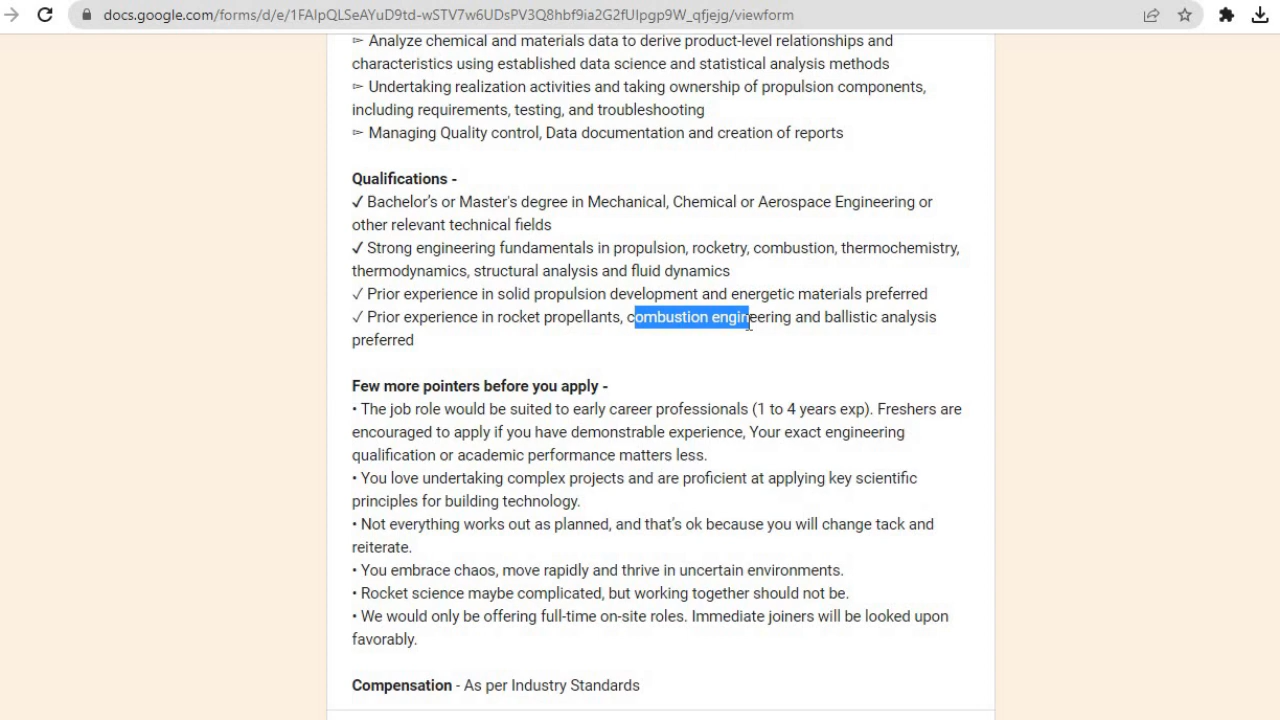 docs.google.com/forms/d/e/1FAIpQLSeAYuD9td-wSTV7w6UDsPV3Q8hbf9ia2G2fUIpgp9W_qfjejg/viewform
➣ Analyze chemical and materials data to derive product-level relationships and
characteristics using established data science and statistical analysis methods
➣ Undertaking realization activities and taking ownership of propulsion components,
including requirements, testing, and troubleshooting
➣ Managing Quality control, Data documentation and creation of reports
Qualifications -
✓ Bachelor's or Master's degree in Mechanical, Chemical or Aerospace Engineering or
other relevant technical fields
✓ Strong engineering fundamentals in propulsion, rocketry, combustion, thermochemistry,
thermodynamics, structural analysis and fluid dynamics
✓ Prior experience in solid propulsion development and energetic materials preferred
✓ Prior experience in rocket propellants, combustion engineering and ballistic analysis
preferred
Few more pointers before you apply -
• The job role would be suited to early career professionals (1 to 4 years exp). Freshers are
encouraged to apply if you have demonstrable experience, Your exact engineering
qualification or academic performance matters less.
• You love undertaking complex projects and are proficient at applying key scientific
principles for building technology.
• Not everything works out as planned, and that's ok because you will change tack and
reiterate.
• You embrace chaos, move rapidly and thrive in uncertain environments.
• Rocket science maybe complicated, but working together should not be.
• We would only be offering full-time on-site roles. Immediate joiners will be looked upon
favorably.
Compensation - As per Industry Standards